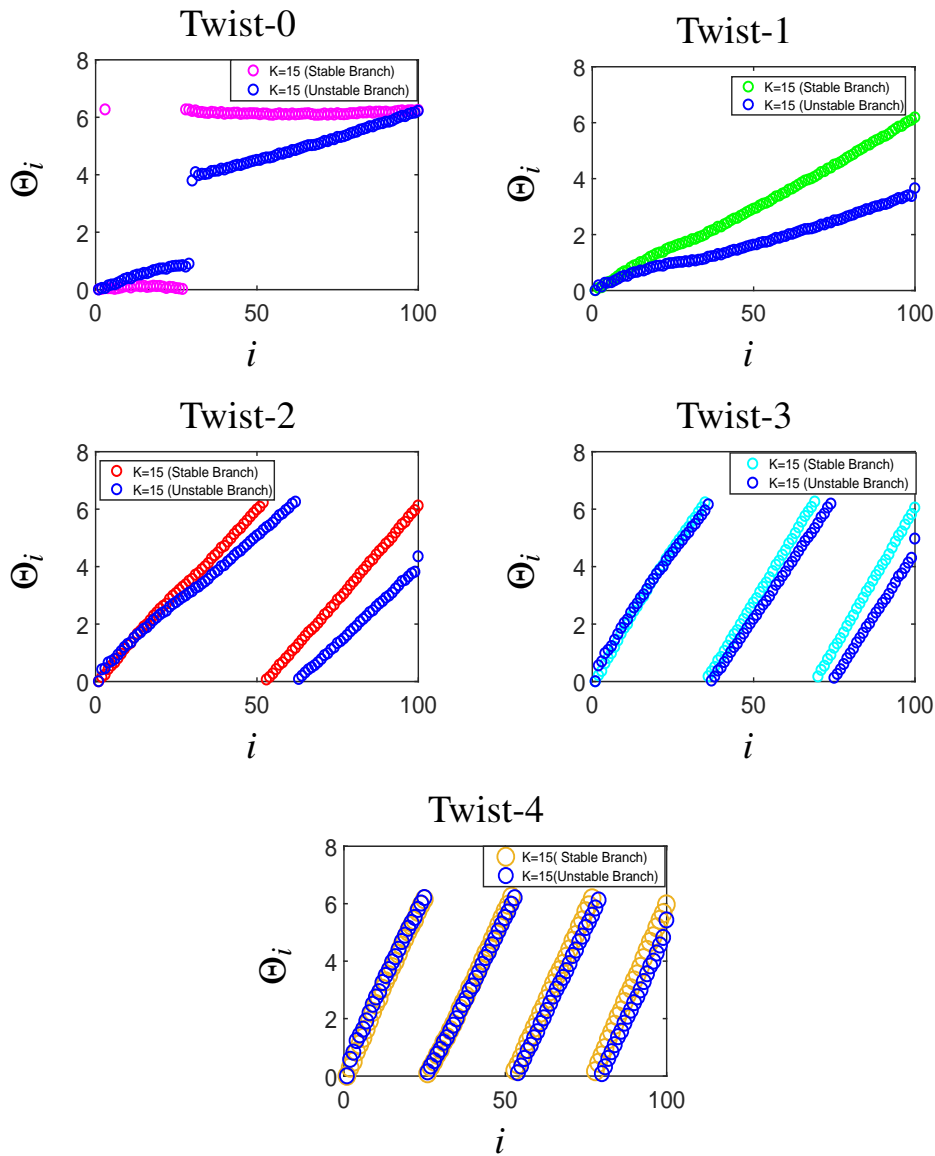 Twist-0
8
6
4
2
0
Θi
K=15 (Stable Branch)
K=15 (Unstable Branch)
0 50 100
i
Twist-1
8
6
4
2
0
Θi
K=15 (Stable Branch)
K=15 (Unstable Branch)
0 50 100
i
Twist-2
8
6
4
2
0
Θi
K=15 (Stable Branch)
K=15 (Unstable Branch)
0 50 100
i
Twist-3
8
6
4
2
0
Θi
K=15 (Stable Branch)
K=15 (Unstable Branch)
0 50 100
i
Twist-4
8
6
4
2
0
Θi
K=15( Stable Branch)
K=15(Unstable Branch)
0 50 100
i